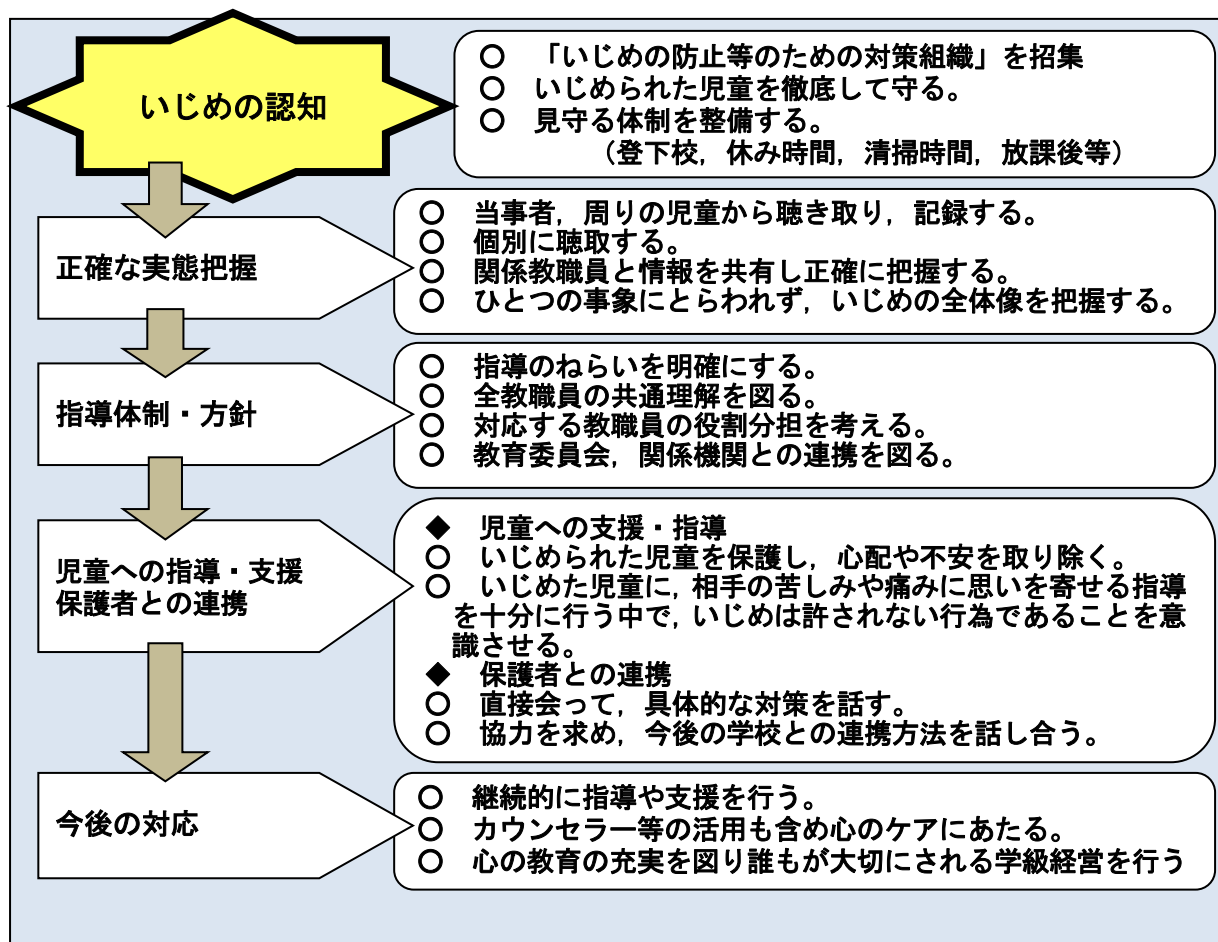 いじめの認知
○　「いじめの防止等のための対策組織」を招集
○　いじめられた児童を徹底して守る。
○　見守る体制を整備する。
（登下校，休み時間，清掃時間，放課後等）
正確な実態把握
○　当事者，周りの児童から聴き取り，記録する。
○　個別に聴取する。
○　関係教職員と情報を共有し正確に把握する。
○　ひとつの事象にとらわれず，いじめの全体像を把握する。
指導体制・方針
○　指導のねらいを明確にする。
○　全教職員の共通理解を図る。
○　対応する教職員の役割分担を考える。
○　教育委員会，関係機関との連携を図る。
児童への指導・支援
保護者との連携
◆　児童への支援・指導
○　いじめられた児童を保護し，心配や不安を取り除く。
○　いじめた児童に，相手の苦しみや痛みに思いを寄せる指導
を十分に行う中で，いじめは許されない行為であることを意
識させる。
◆　保護者との連携
○　直接会って，具体的な対策を話す。
○　協力を求め，今後の学校との連携方法を話し合う。
今後の対応
○　継続的に指導や支援を行う。
○　カウンセラー等の活用も含め心のケアにあたる。
○　心の教育の充実を図り誰もが大切にされる学級経営を行う